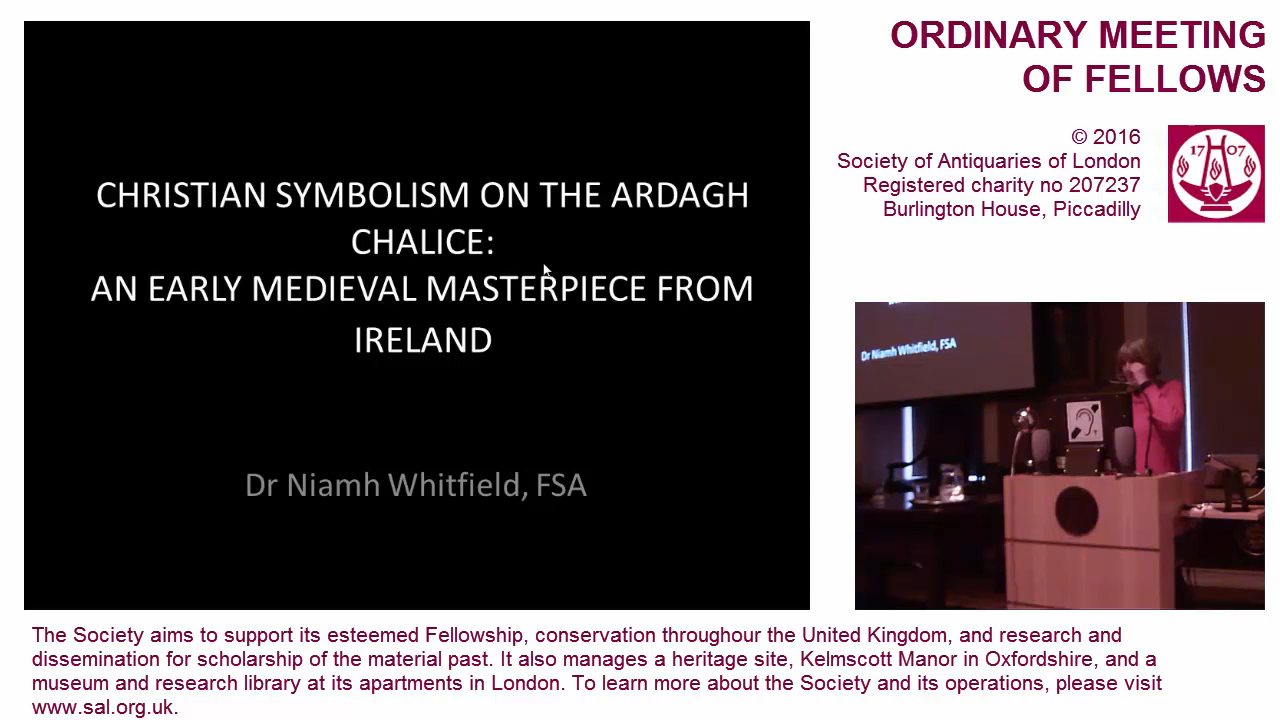 CHRISTIAN SYMBOLISM ON THE ARDAGH
CHALICE:
AN EARLY MEDIEVAL MASTERPIECE FROM
IRELAND
Dr Niamh Whitfield, FSA
ORDINARY MEETING
OF FELLOWS
© 2016
Society of Antiquaries of London
Registered charity no 207237
Burlington House, Piccadilly
17 07
Dr Niamh Whitfield, FSA
T
The Society aims to support its esteemed Fellowship, conservation throughour the United Kingdom, and research and
dissemination for scholarship of the material past. It also manages a heritage site, Kelmscott Manor in Oxfordshire, and a
museum and research library at its apartments in London. To learn more about the Society and its operations, please visit
www.sal.org.uk.